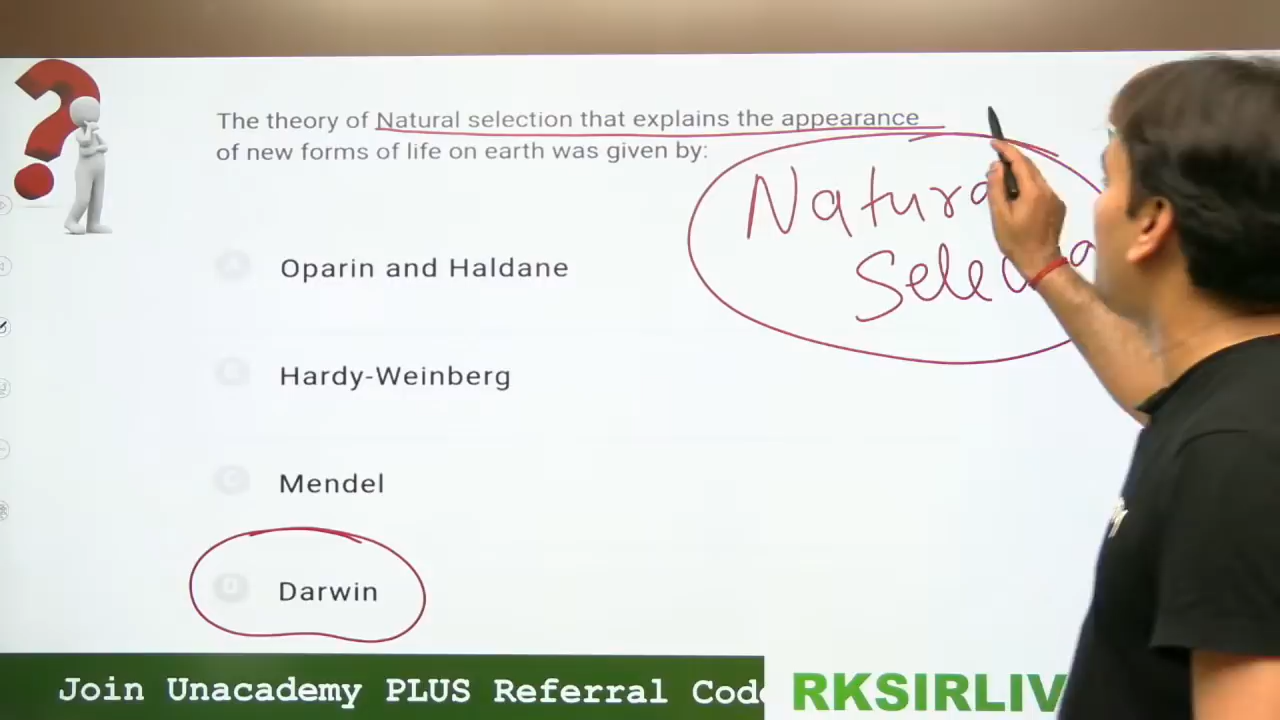 The theory of Natural selection that explains the appearance
of new forms of life on earth was given by:
Natura
Sele
A Oparin and Haldane
B Hardy-Weinberg
C Mendel
D Darwin
Join Unacademy PLUS Referral Code
RKSIRLIV